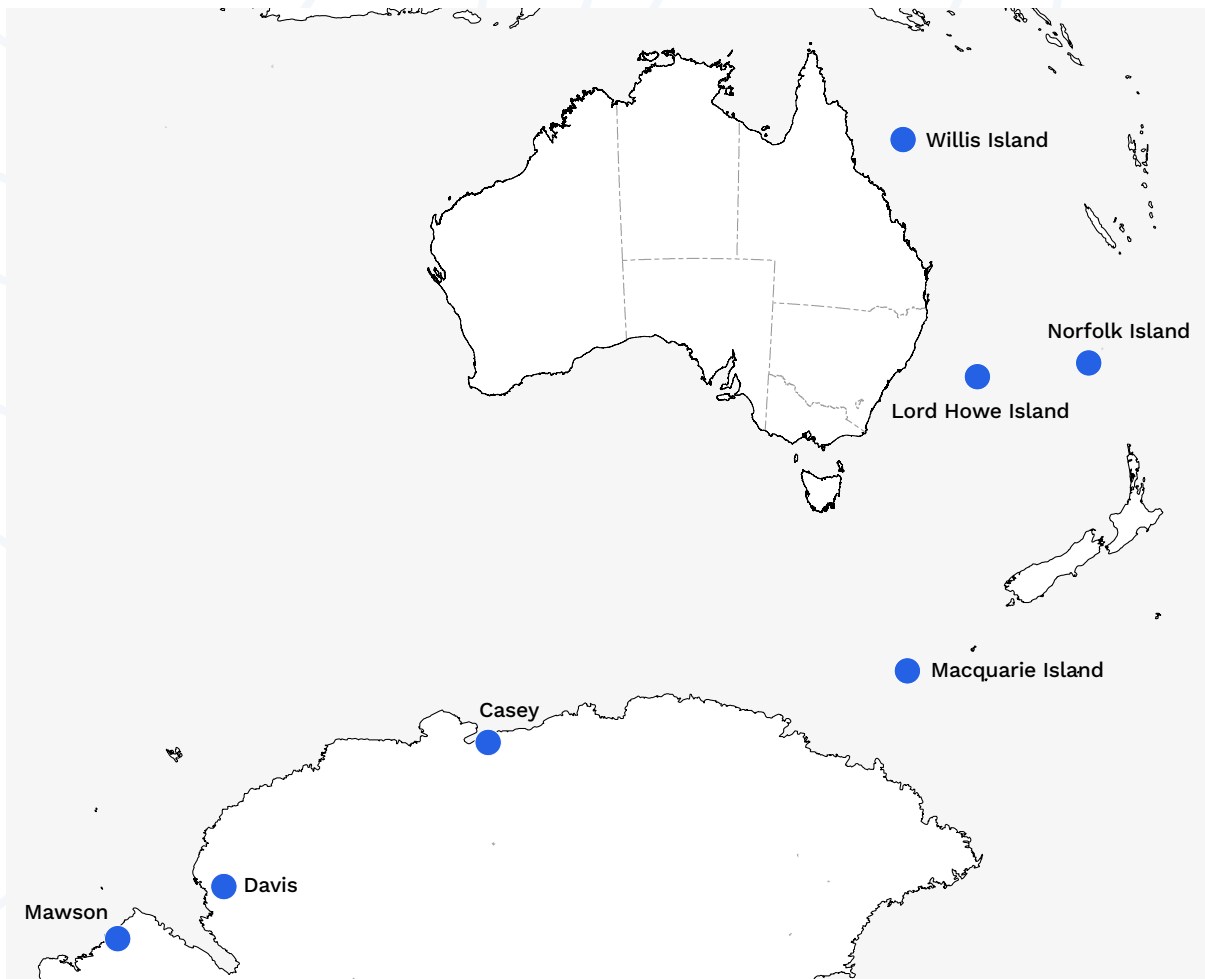 Willis Island
Norfolk Island
Lord Howe Island
Macquarie Island
Casey
Davis
Mawson